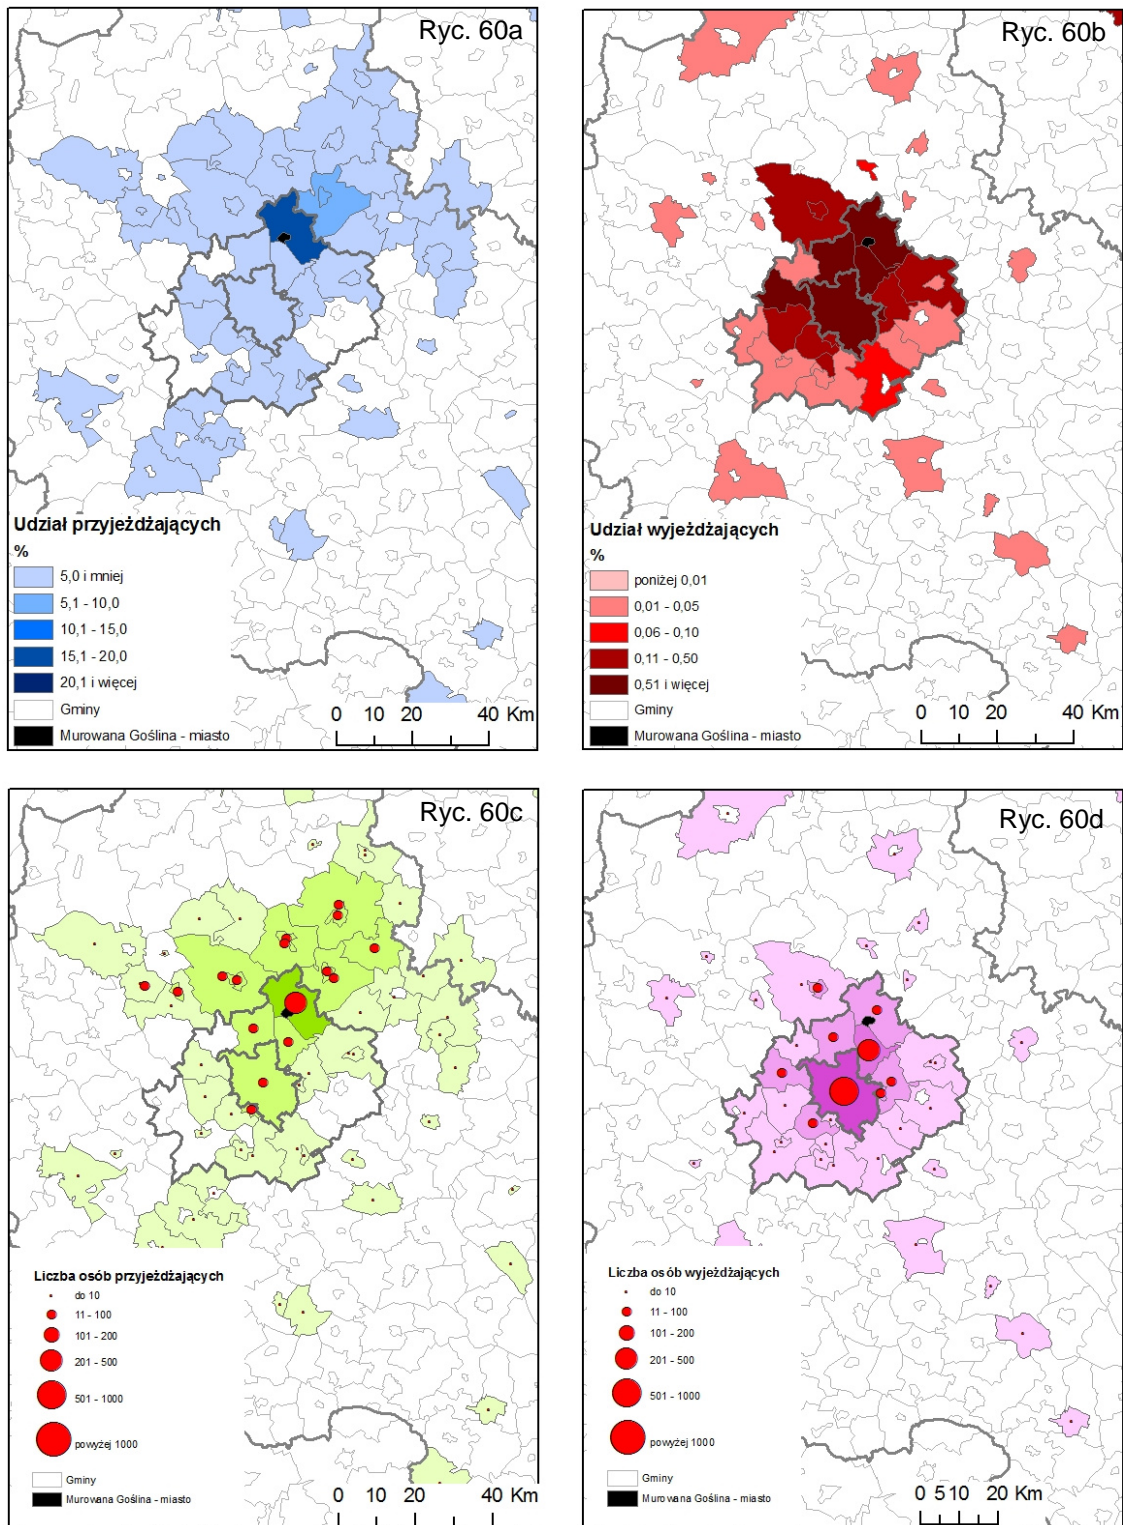 Ryc. 60a
Udział przyjeżdżających
%
5,0 i mniej
5,1 - 10,0
10,1 - 15,0
15,1 - 20,0
20,1 i więcej
Gminy
Murowana Goślina - miasto
0 10 20 40 Km
Ryc. 60b
Udział wyjeżdżających
%
poniżej 0,01
0,01 - 0,05
0,06 - 0,10
0,11 - 0,50
0,51 i więcej
Gminy
Murowana Goślina - miasto
0 10 20 40 Km
Ryc. 60c
Liczba osób przyjeżdżających
do 10
11 - 100
101 - 200
201 - 500
501 - 1000
powyżej 1000
Gminy
Murowana Goślina - miasto
0 10 20 40 Km
Ryc. 60d
Liczba osób wyjeżdżających
do 10
11 - 100
101 - 200
201 - 500
501 - 1000
powyżej 1000
Gminy
Murowana Goślina - miasto
0 5 10 20 Km